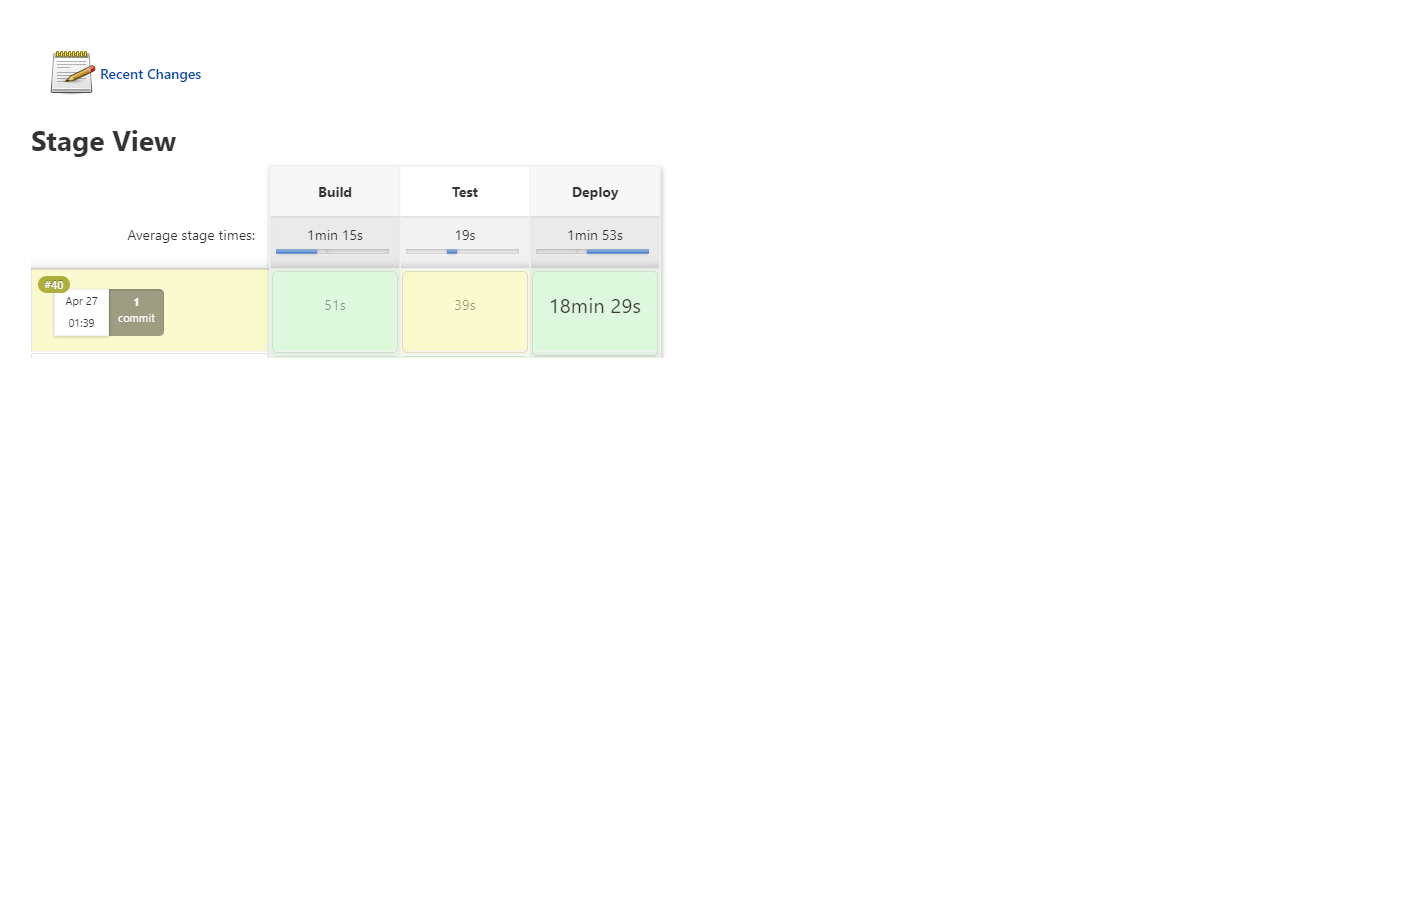 Recent Changes
Stage View
Build Test Deploy
Average stage times: 1min 15s 19s 1min 53s
#40
Apr 27
01:39
1
commit
51s 39s 18min 29s